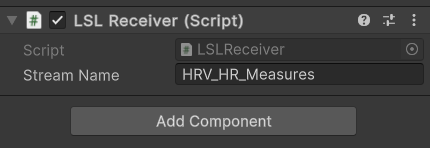 LSL Receiver (Script)
Script LSLReceiver
Stream Name HRV_HR_Measures
Add Component